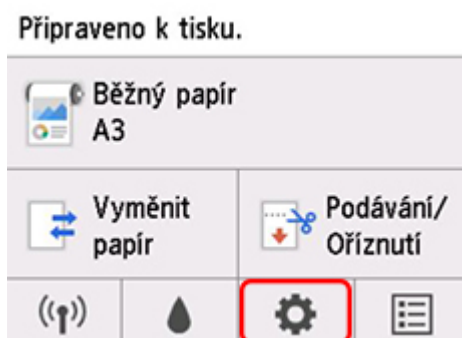 Připraveno k tisku.
Běžný papír
A3
Vyměnit
papír
Podávání/
Oříznutí